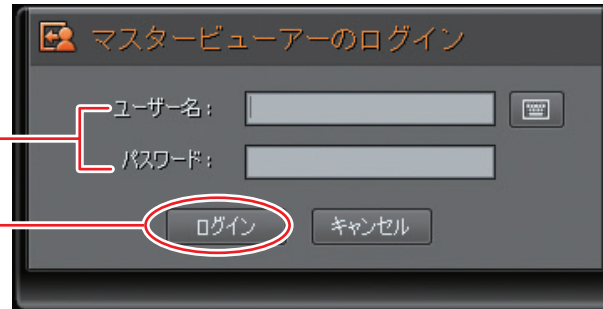 マスタービューアーのログイン
ユーザー名：
パスワード：
ログイン キャンセル